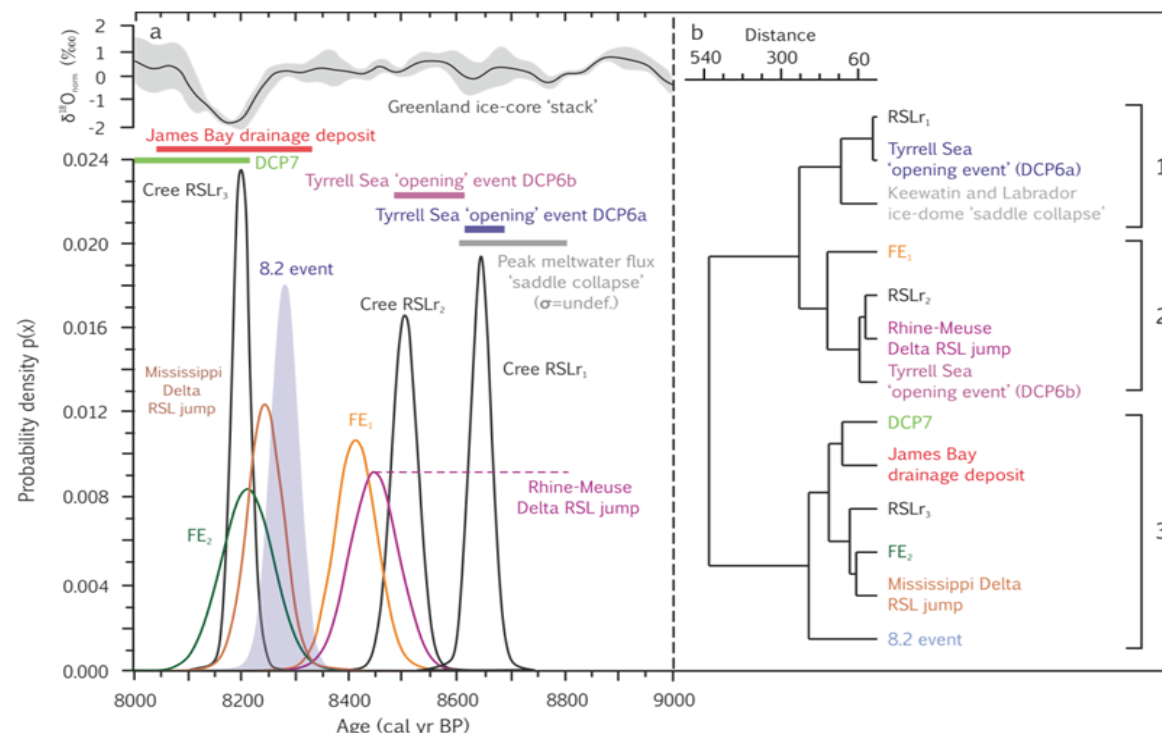 a
δ¹⁸Oₙₒᵣₘ (‰)
2
1
0
-1
-2
Greenland ice-core ‘stack’
James Bay drainage deposit
DCP7
Cree RSLr₃
Tyrrell Sea ‘opening’ event DCP6b
Tyrrell Sea ‘opening’ event DCP6a
8.2 event
Peak meltwater flux
‘saddle collapse’
(σ=undef.)
Cree RSLr₂
Cree RSLr₁
Mississippi
Delta
RSL jump
FE₁
FE₂
Rhine-Meuse
Delta RSL jump
Probability density p(x)
0.024
0.020
0.016
0.012
0.008
0.004
0.000
8000 8200 8400 8600 8800 9000
Age (cal yr BP)
b
Distance
540 300 60
RSLr₁
Tyrrell Sea
‘opening event’ (DCP6a)
Keewatin and Labrador
ice-dome ‘saddle collapse’
1
FE₁
RSLr₂
Rhine-Meuse
Delta RSL jump
Tyrrell Sea
‘opening event’ (DCP6b)
2
DCP7
James Bay
drainage deposit
RSLr₃
FE₂
Mississippi Delta
RSL jump
8.2 event
3